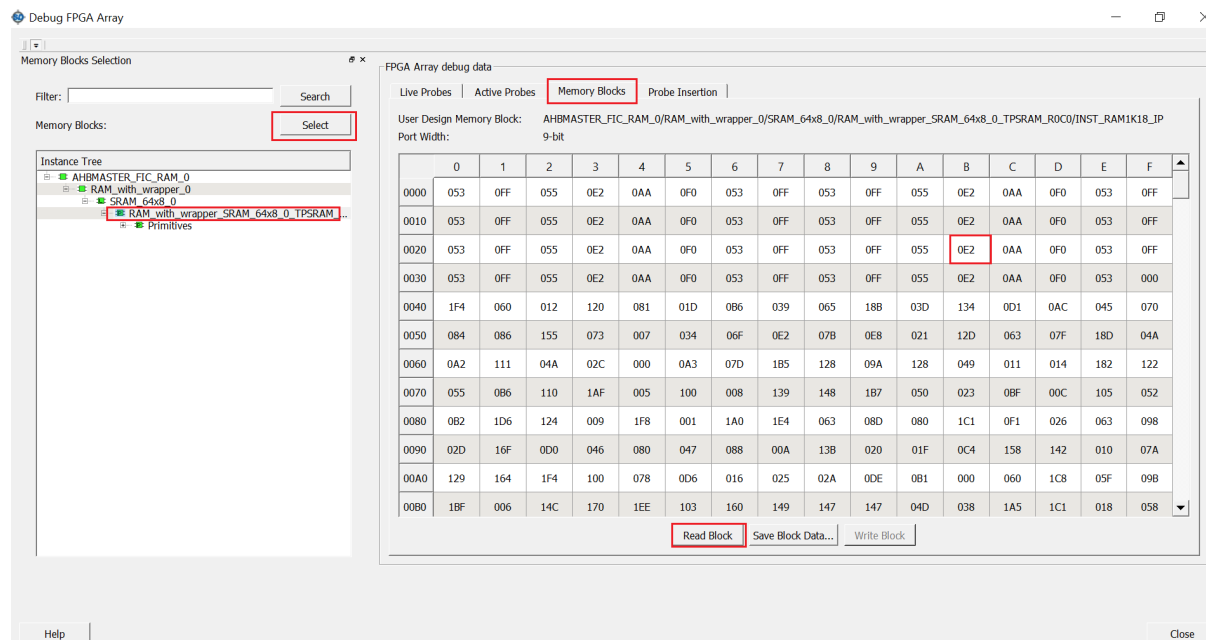 Debug FPGA Array
Memory Blocks Selection
Filter:
Search
Memory Blocks:
Select
Instance Tree
AHBMASTER_FIC_RAM_0
RAM_with_wrapper_0
SRAM_64x8_0
RAM_with_wrapper_SRAM_64x8_0_TPSRAM_...
Primitives
FPGA Array debug data
Live Probes Active Probes Memory Blocks Probe Insertion
User Design Memory Block: AHBMASTER_FIC_RAM_0/RAM_with_wrapper_0/SRAM_64x8_0/RAM_with_wrapper_SRAM_64x8_0_TPSRAM_R0C0/INST_RAM1K18_IP
Port Width: 9-bit
0 1 2 3 4 5 6 7 8 9 A B C D E F
0000 053 0FF 055 0E2 0AA 0F0 053 0FF 053 0FF 055 0E2 0AA 0F0 053 0FF
0010 053 0FF 055 0E2 0AA 0F0 053 0FF 053 0FF 055 0E2 0AA 0F0 053 0FF
0020 053 0FF 055 0E2 0AA 0F0 053 0FF 053 0FF 055 0E2 0AA 0F0 053 0FF
0030 053 0FF 055 0E2 0AA 0F0 053 0FF 053 0FF 055 0E2 0AA 0F0 053 000
0040 1F4 060 012 120 081 01D 0B6 039 065 18B 03D 134 0D1 0AC 045 070
0050 084 086 155 073 007 034 06F 0E2 07B 0E8 021 12D 063 07F 18D 04A
0060 0A2 111 04A 02C 000 0A3 07D 1B5 128 09A 128 049 011 014 182 122
0070 055 0B6 110 1AF 005 100 008 139 148 1B7 050 023 0BF 00C 105 052
0080 0B2 1D6 124 009 1F8 001 1A0 1E4 063 08D 080 1C1 0F1 026 063 098
0090 02D 16F 0D0 046 080 047 088 00A 13B 020 01F 0C4 158 142 010 07A
00A0 129 164 1F4 100 078 0D6 016 025 02A 0DE 0B1 000 060 1C8 05F 09B
00B0 1BF 006 14C 170 1EE 103 160 149 147 147 04D 038 1A5 1C1 018 058
Read Block Save Block Data... Write Block
Help
Close